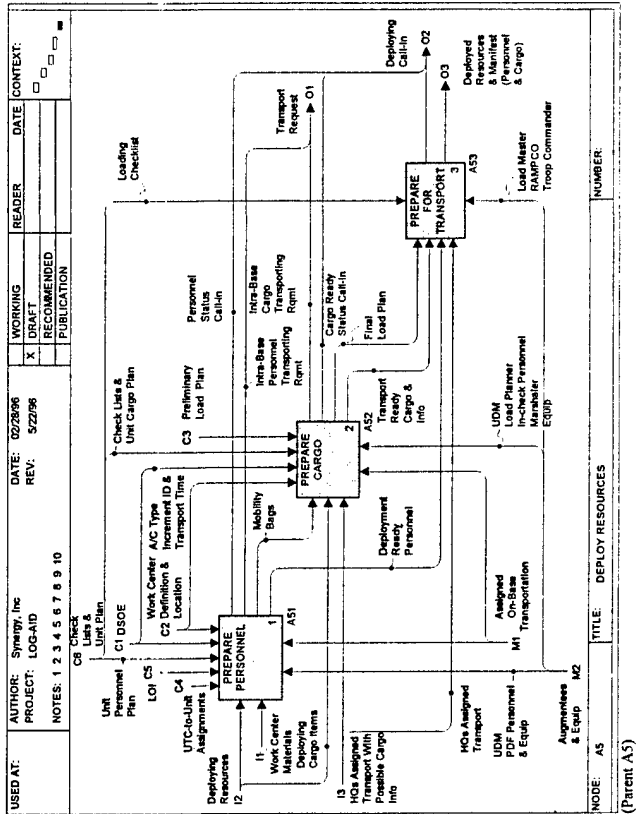 USED AT:
AUTHOR: Synergy, Inc
PROJECT: LOG-AID
DATE: 02/28/96
REV: 5/22/96
NOTES: 1 2 3 4 5 6 7 8 9 10
WORKING
X DRAFT
RECOMMENDED
PUBLICATION
READER
DATE
CONTEXT:
C6 Check
Lists &
Unit Plan
Unit
Personnel
Plan
C1 DSOE
LOI C5
C4
UTC-to-Unit
Assignments
Work Center
C2 Definition &
Location
A/C Type
Increment ID &
Transport Time
Check Lists &
Unit Cargo Plan
C3
Preliminary
Load Plan
Loading
Checklist
Deploying
Resources
I2
I1
Work Center
Materials
Deploying
Cargo Items
I3
HQs Assigned
Transport With
Possible Cargo
Info
PREPARE
PERSONNEL
1
A51
Personnel
Status
Call-In
Intra-Base
Personnel
Transporting
Rqmt
Mobility
Bags
Deployment
Ready
Personnel
PREPARE
CARGO
2
A52
Intra-Base
Cargo
Transporting
Rqmt
Transport
Request
O1
Cargo Ready
Status Call-In
Final
Load Plan
Transport
Ready
Cargo &
Info
PREPARE
FOR
TRANSPORT
3
A53
Deploying
Call-In
O2
O3
Deployed
Resources
& Manifest
(Personnel
& Cargo)
HQs Assigned
Transport
UDM
PDF Personnel
& Equip
M1
Assigned
On-Base
Transportation
UDM
Load Planner
In-check Personnel
Marshaler
Equip
Load Master
RAMPCO
Troop Commander
Augmentees
& Equip
M2
NODE: A5
TITLE: DEPLOY RESOURCES
NUMBER:
(Parent A5)